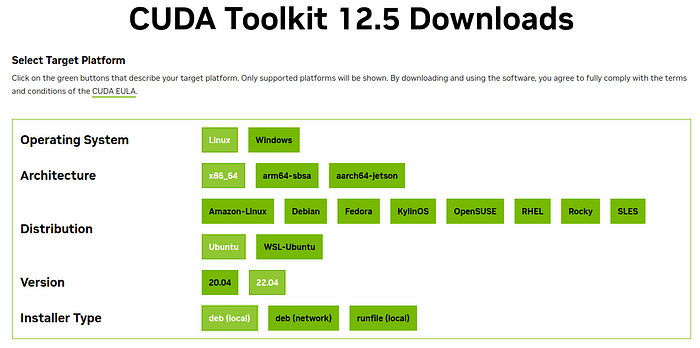 CUDA Toolkit 12.5 Downloads
Select Target Platform
Click on the green buttons that describe your target platform. Only supported platforms will be shown. By downloading and using the software, you agree to fully comply with the terms
and conditions of the CUDA EULA.
Operating System Linux Windows
Architecture x86_64 arm64-sbsa aarch64-jetson
Distribution Amazon-Linux Debian Fedora KylinOS OpenSUSE RHEL Rocky SLES
Ubuntu WSL-Ubuntu
Version 20.04 22.04
Installer Type deb (local) deb (network) runfile (local)